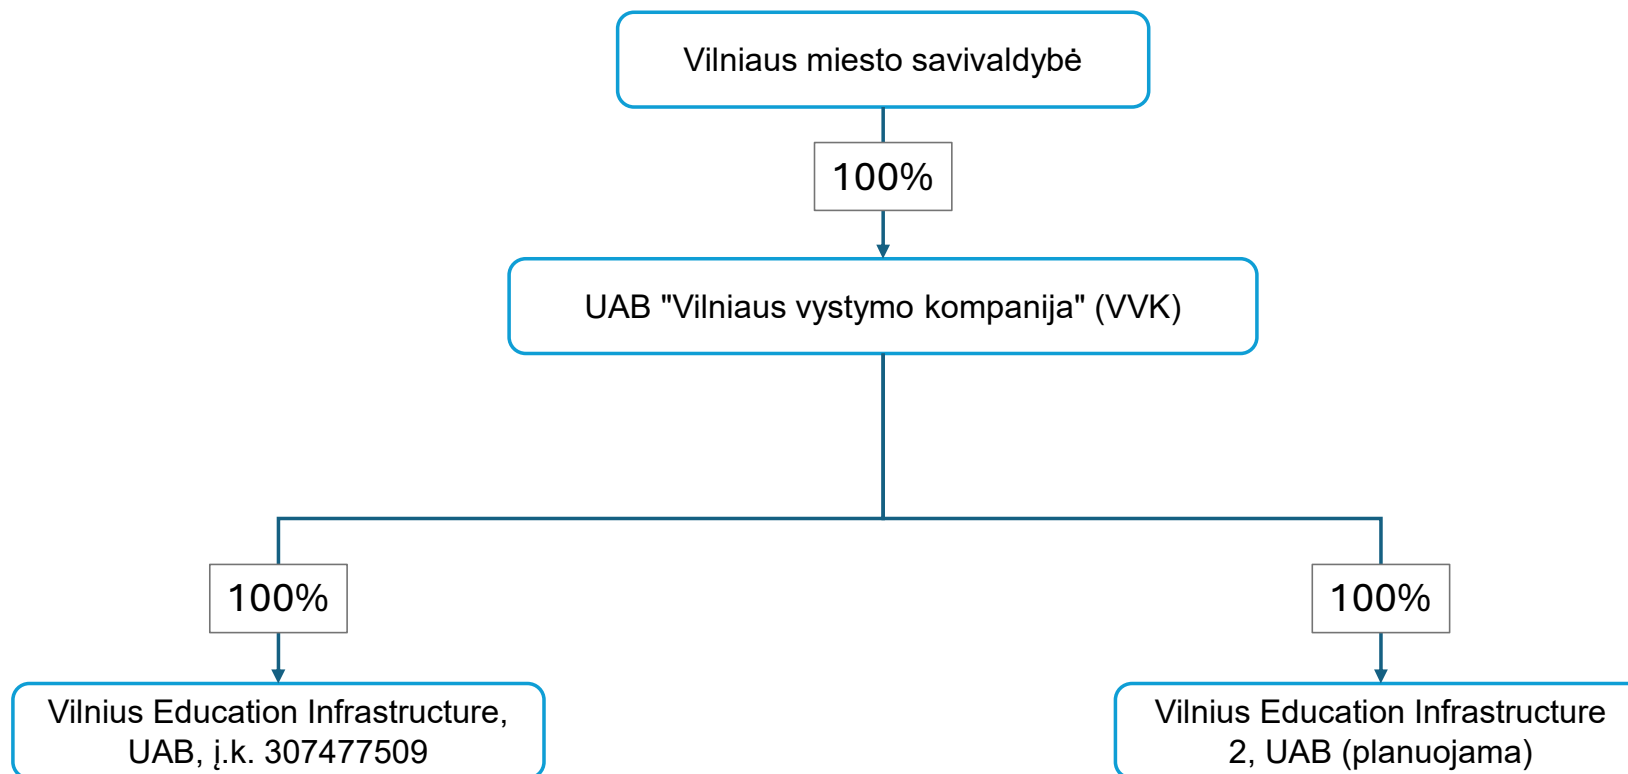 Vilniaus miesto savivaldybė
100%
UAB "Vilniaus vystymo kompanija" (VVK)
100%
100%
Vilnius Education Infrastructure,
UAB, į.k. 307477509
Vilnius Education Infrastructure
2, UAB (planuojama)